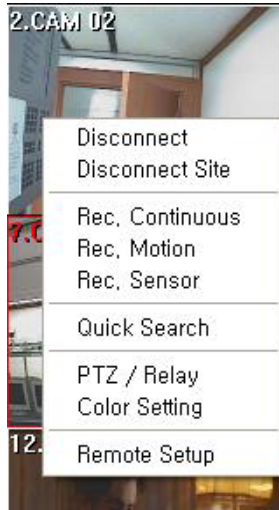 2.CAM 02
Disconnect
Disconnect Site
Rec, Continuous
7.C
Rec, Motion
Rec, Sensor
Quick Search
PTZ / Relay
Color Setting
12.
Remote Setup